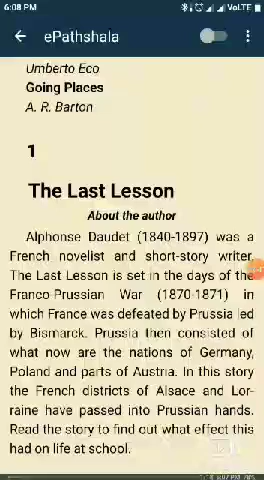 6:08 PM VoLTE
ePathshala
Umberto Eco
Going Places
A. R. Barton
1
The Last Lesson
About the author
Alphonse Daudet (1840-1897) was a
French novelist and short-story writer.
The Last Lesson is set in the days of the
Franco-Prussian War (1870-1871) in
which France was defeated by Prussia led
by Bismarck. Prussia then consisted of
what now are the nations of Germany,
Poland and parts of Austria. In this story
the French districts of Alsace and Lor-
raine have passed into Prussian hands.
Read the story to find out what effect this
had on life at school.